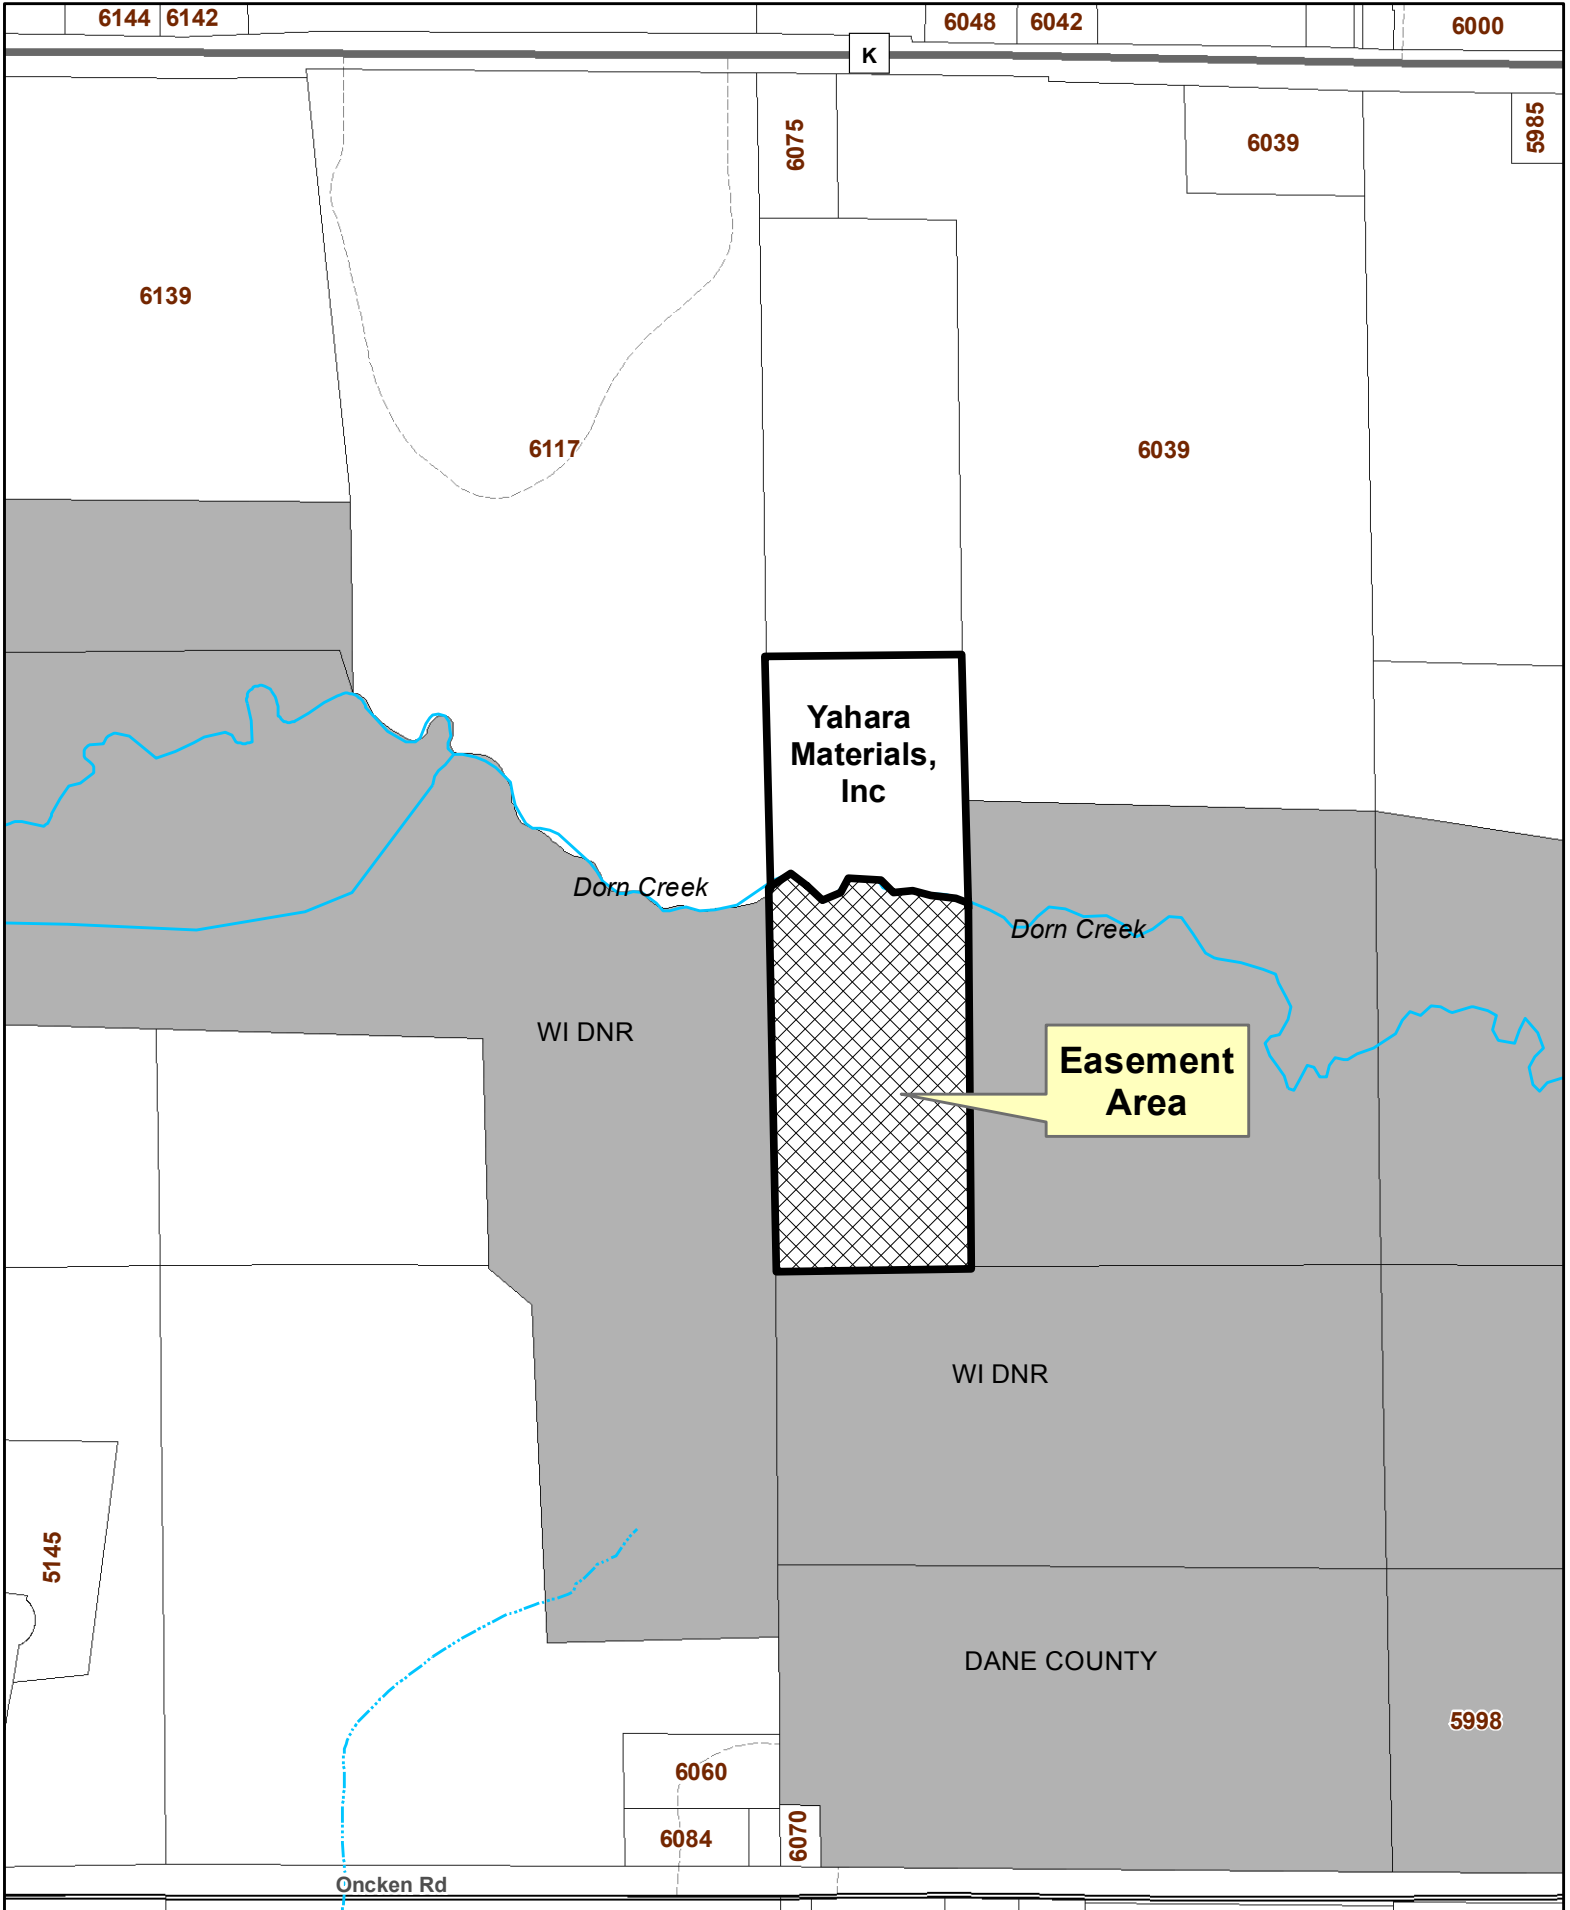 6144
6142
6048
6042
6000
K
6075
6039
5985
6139
6117
6039
Yahara
Materials,
Inc
Dorn Creek
Dorn Creek
WI DNR
Easement
Area
WI DNR
5145
DANE COUNTY
5998
6060
6084
6070
Oncken Rd